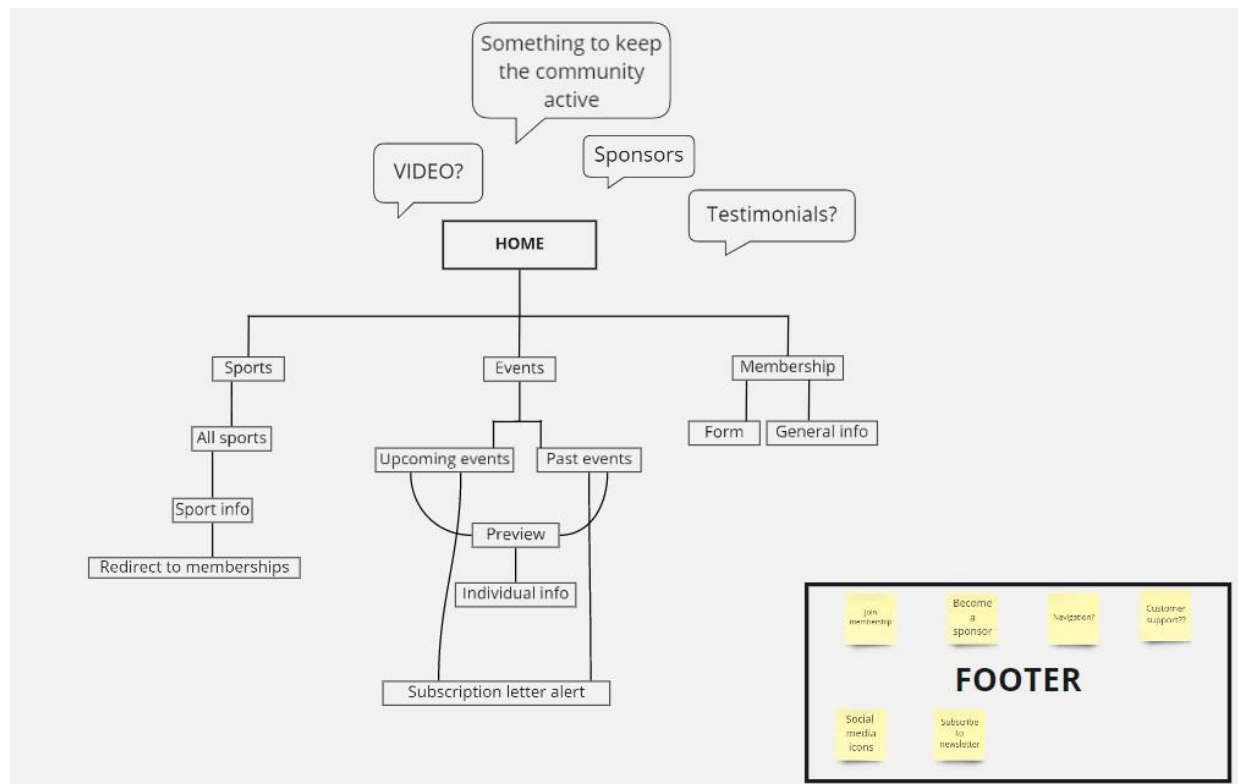 Something to keep
the community
active
VIDEO?
Sponsors
Testimonials?
HOME
Sports
Events
Membership
All sports
Form
General info
Upcoming events
Past events
Sport info
Preview
Redirect to memberships
Individual info
Subscription letter alert
Join
membership
Become
a
sponsor
Navigation?
Customer
support??
FOOTER
Social
media
icons
Subscribe
to
newsletter